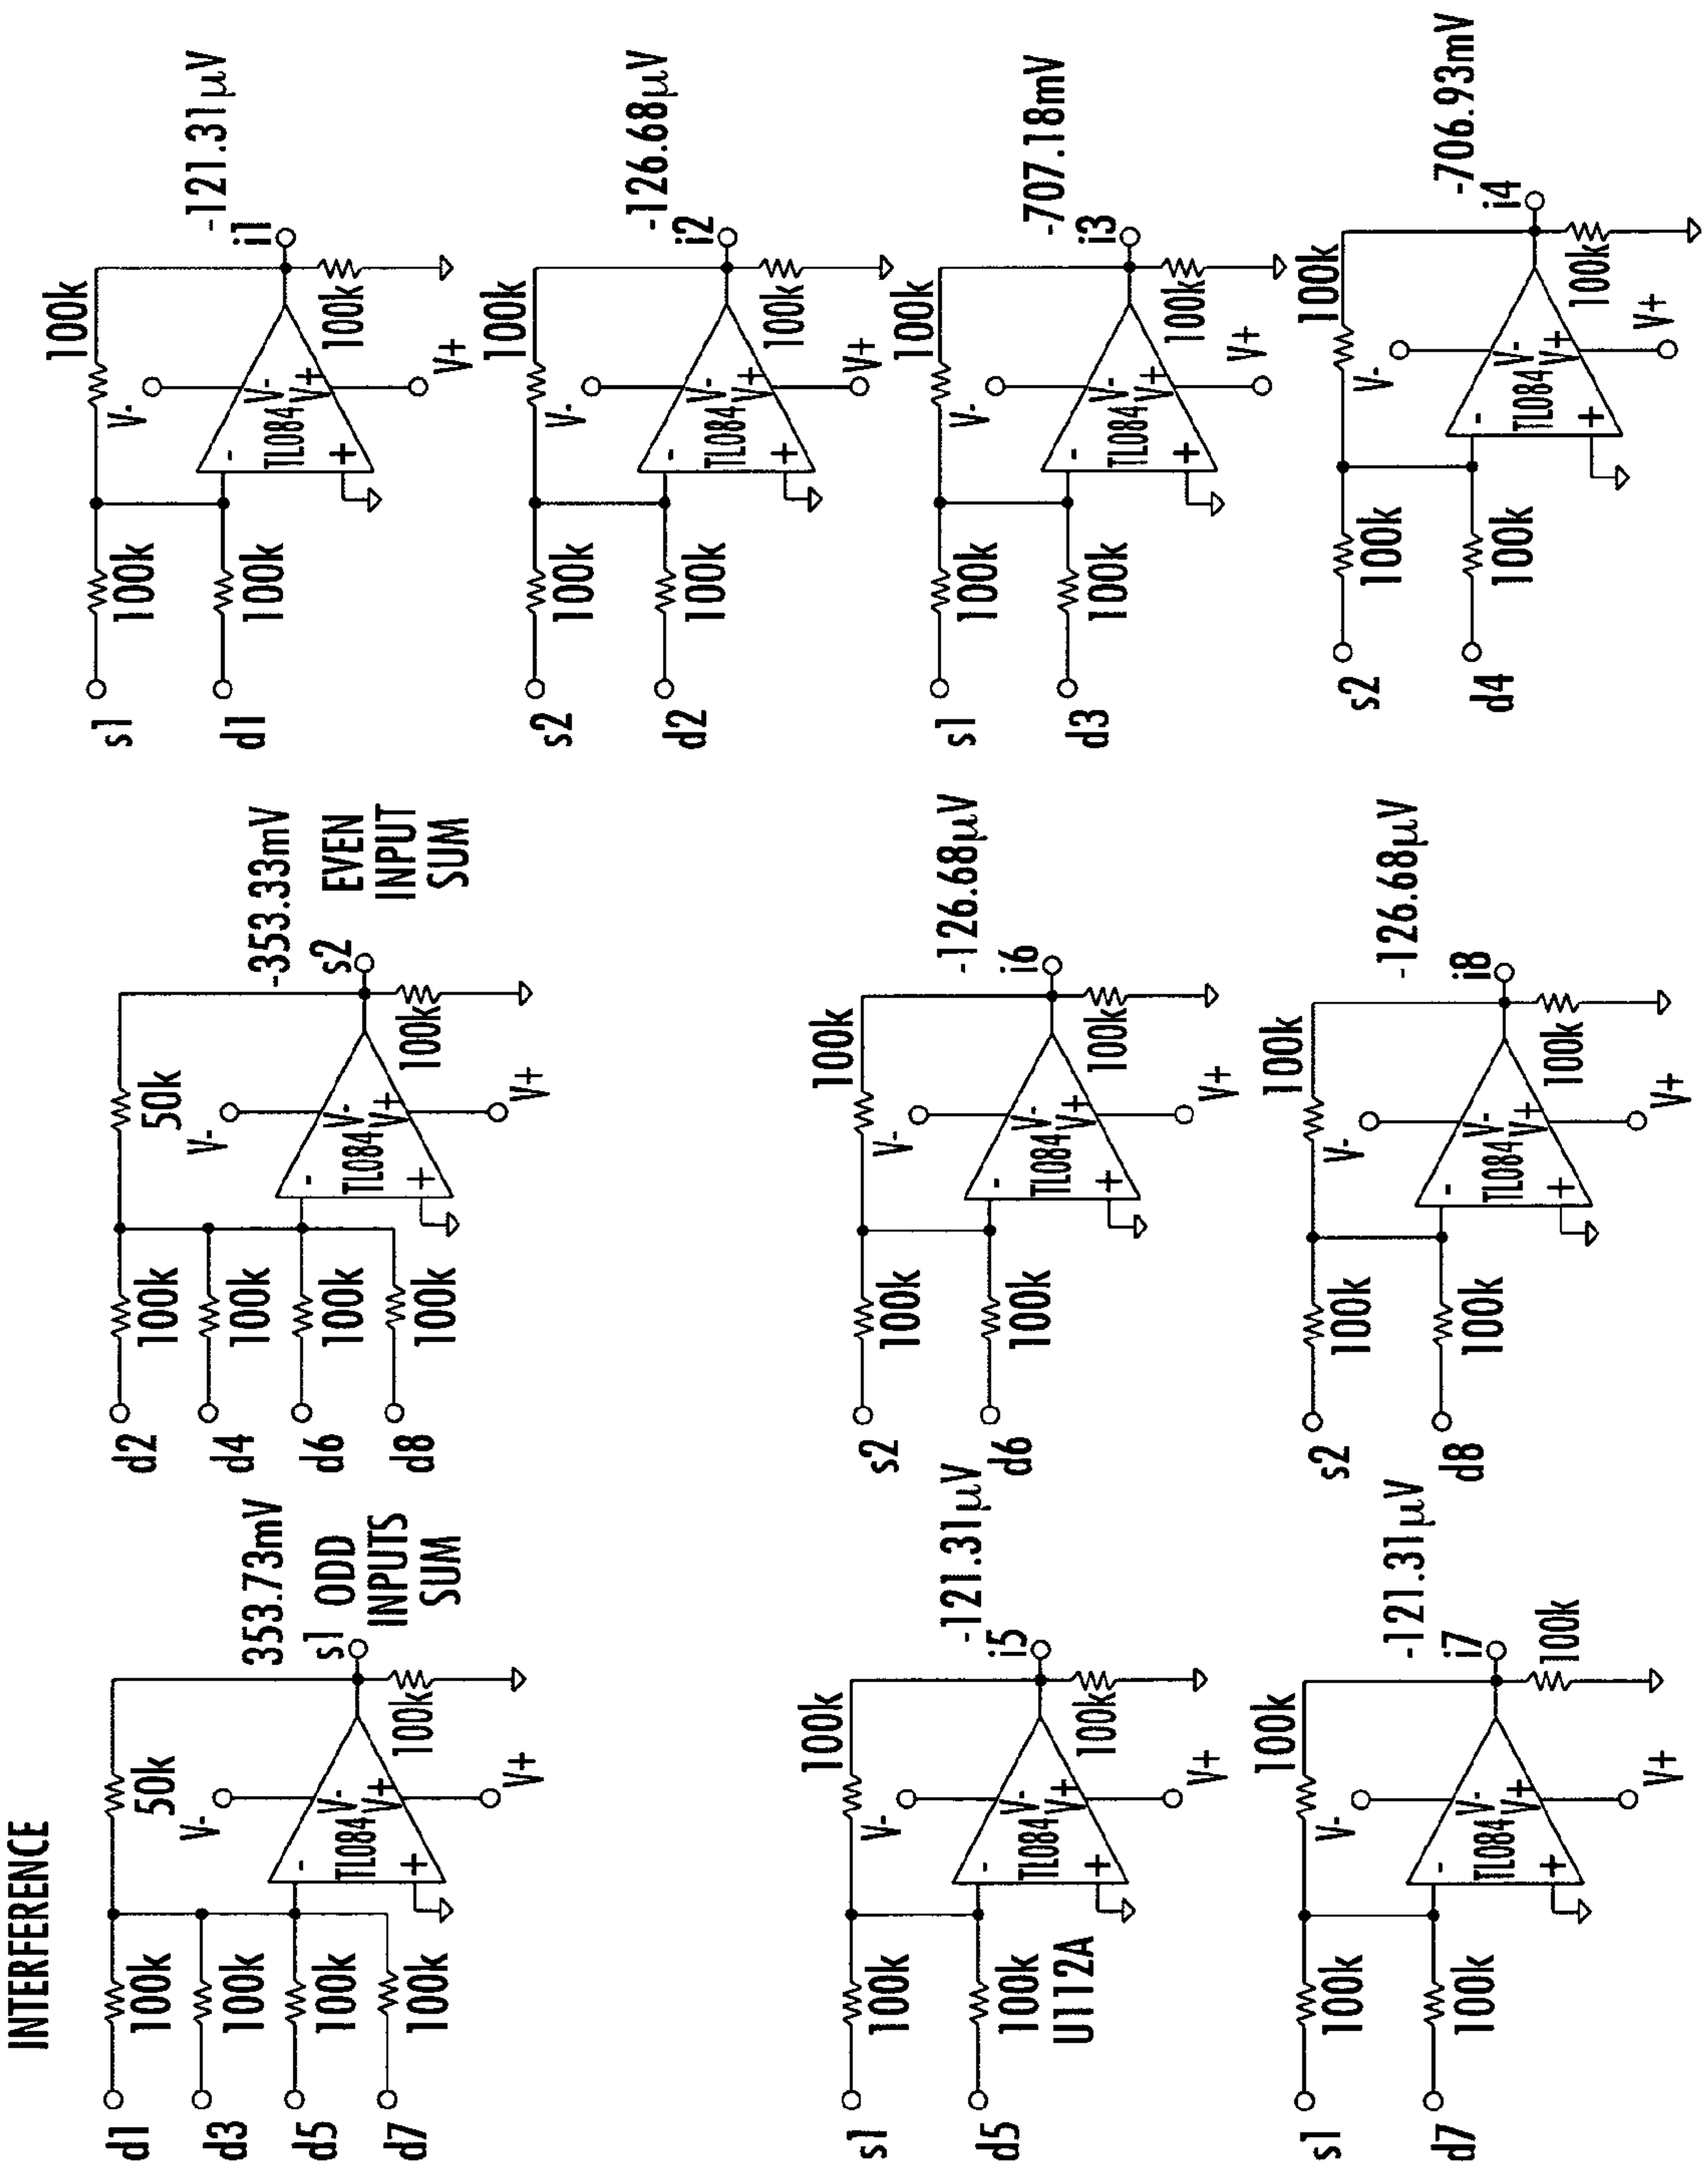 INTERFERENCE
d1
100k
d3
100k
d5
100k
d7
100k
50k
V-
V-
V+
TL084
-
+
V+
100k
353.73mV
s1
ODD
INPUTS
SUM
d2
100k
d4
100k
d6
100k
d8
100k
50k
V-
V-
V+
TL084
-
+
V+
100k
-353.33mV
s2
EVEN
INPUT
SUM
s1
100k
d1
100k
100k
V-
V-
V+
TL084
-
+
V+
100k
-121.31µV
i1
s2
100k
d2
100k
100k
V-
V-
V+
TL084
-
+
V+
100k
-126.68µV
i2
s1
100k
d5
100k
U112A
100k
V-
V-
V+
TL084
-
+
V+
100k
-121.31µV
i5
s2
100k
d6
100k
100k
V-
V-
V+
TL084
-
+
V+
100k
-126.68µV
i6
s1
100k
d3
100k
100k
V-
V-
V+
TL084
-
+
V+
100k
-707.18mV
i3
s1
100k
d7
100k
100k
V-
V-
V+
TL084
-
+
V+
100k
-121.31µV
i7
s2
100k
d8
100k
100k
V-
V-
V+
TL084
-
+
V+
100k
-126.68µV
i8
s2
100k
d4
100k
100k
V-
V-
V+
TL084
-
+
V+
100k
-706.93mV
i4